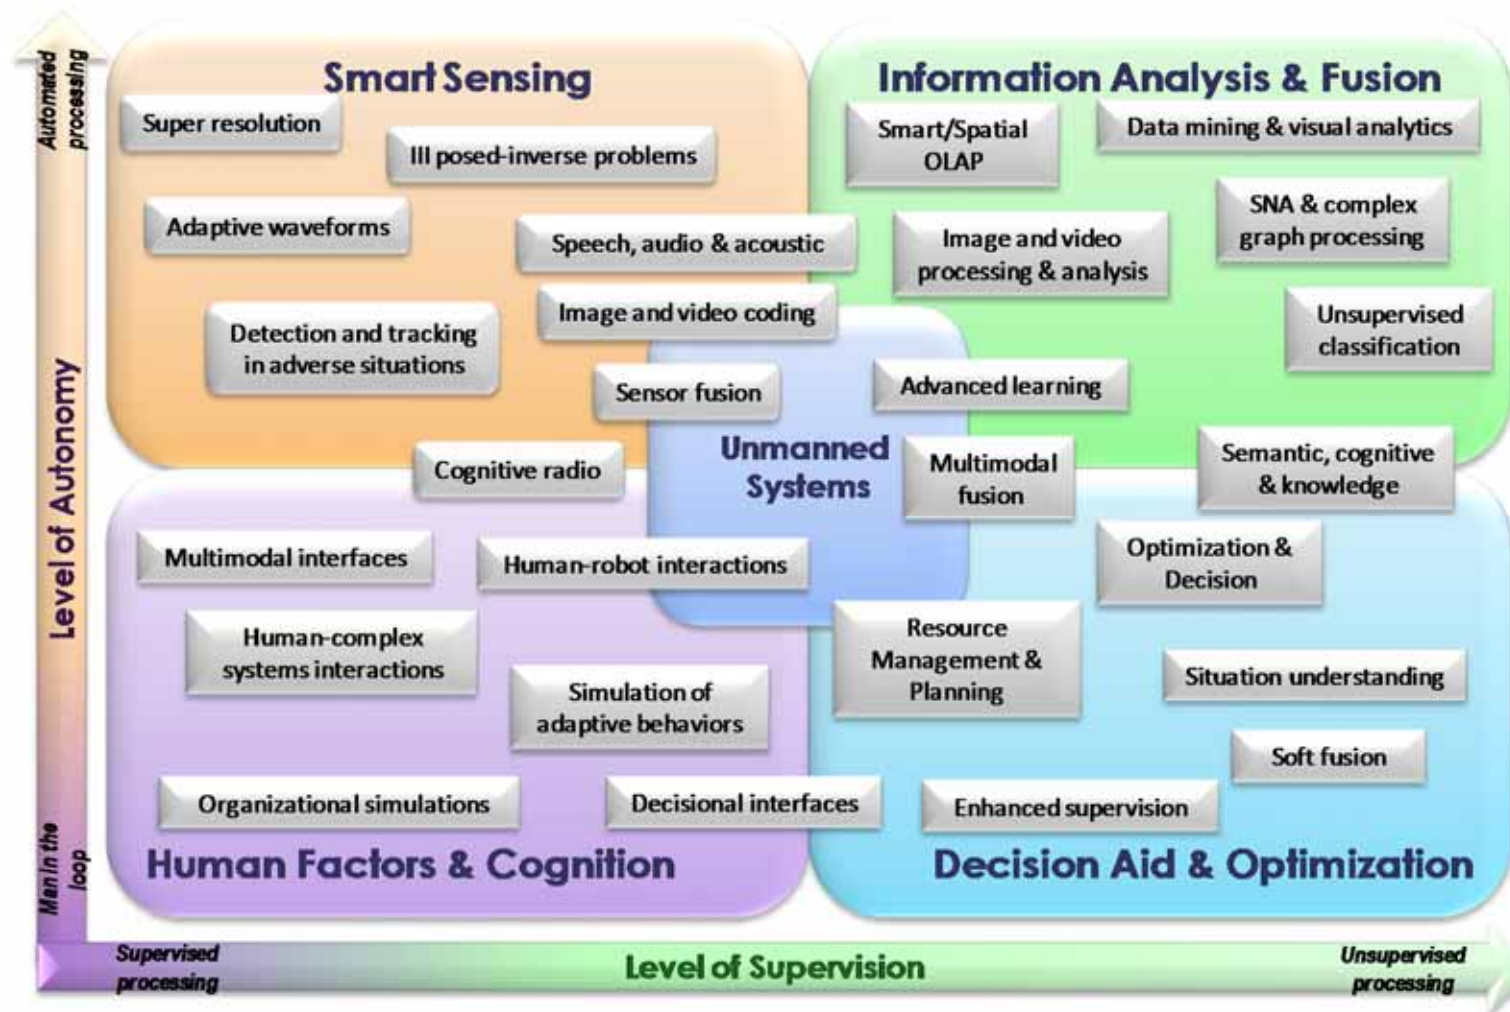 Automated
processing
Level of Autonomy
Man in the
loop
Smart Sensing
Super resolution
III posed-inverse problems
Adaptive waveforms
Speech, audio & acoustic
Image and video coding
Detection and tracking
in adverse situations
Sensor fusion
Cognitive radio
Information Analysis & Fusion
Smart/Spatial
OLAP
Data mining & visual analytics
SNA & complex
graph processing
Image and video
processing & analysis
Unsupervised
classification
Advanced learning
Unmanned
Systems
Multimodal
fusion
Semantic, cognitive
& knowledge
Multimodal interfaces
Human-robot interactions
Human-complex
systems interactions
Simulation of
adaptive behaviors
Organizational simulations
Decisional interfaces
Human Factors & Cognition
Optimization &
Decision
Resource
Management &
Planning
Situation understanding
Soft fusion
Enhanced supervision
Decision Aid & Optimization
Supervised
processing
Level of Supervision
Unsupervised
processing